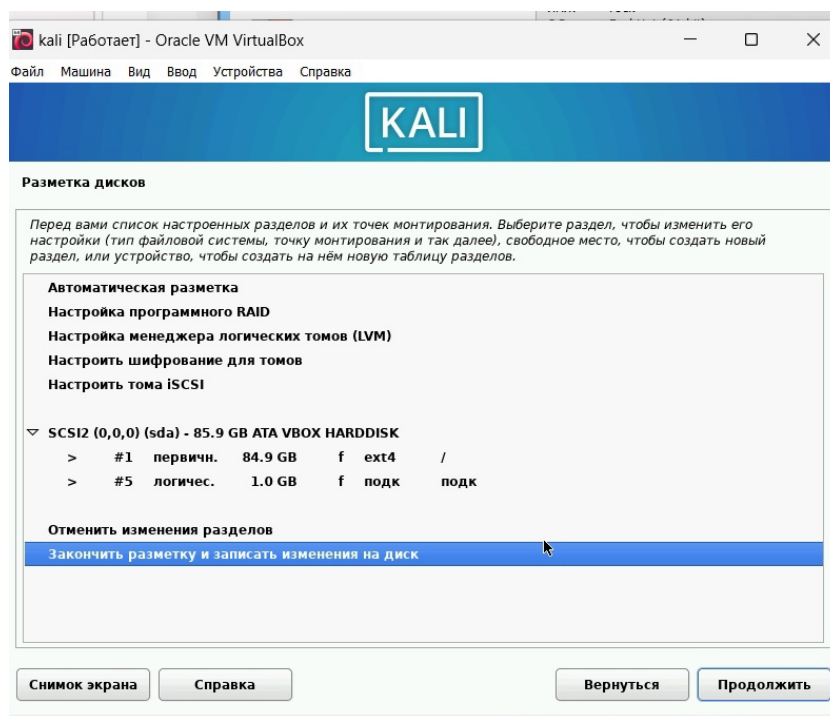 kali [Работает] - Oracle VM VirtualBox
Файл Машина Вид Ввод Устройства Справка
KALI
Разметка дисков
Перед вами список настроенных разделов и их точек монтирования. Выберите раздел, чтобы изменить его
настройки (тип файловой системы, точку монтирования и так далее), свободное место, чтобы создать новый
раздел, или устройство, чтобы создать на нём новую таблицу разделов.
Автоматическая разметка
Настройка программного RAID
Настройка менеджера логических томов (LVM)
Настроить шифрование для томов
Настроить тома iSCSI
SCSI2 (0,0,0) (sda) - 85.9 GB ATA VBOX HARDDISK
> #1 первичн. 84.9 GB f ext4 /
> #5 логичес. 1.0 GB f подк подк
Отменить изменения разделов
Закончить разметку и записать изменения на диск
Снимок экрана Справка Вернуться Продолжить